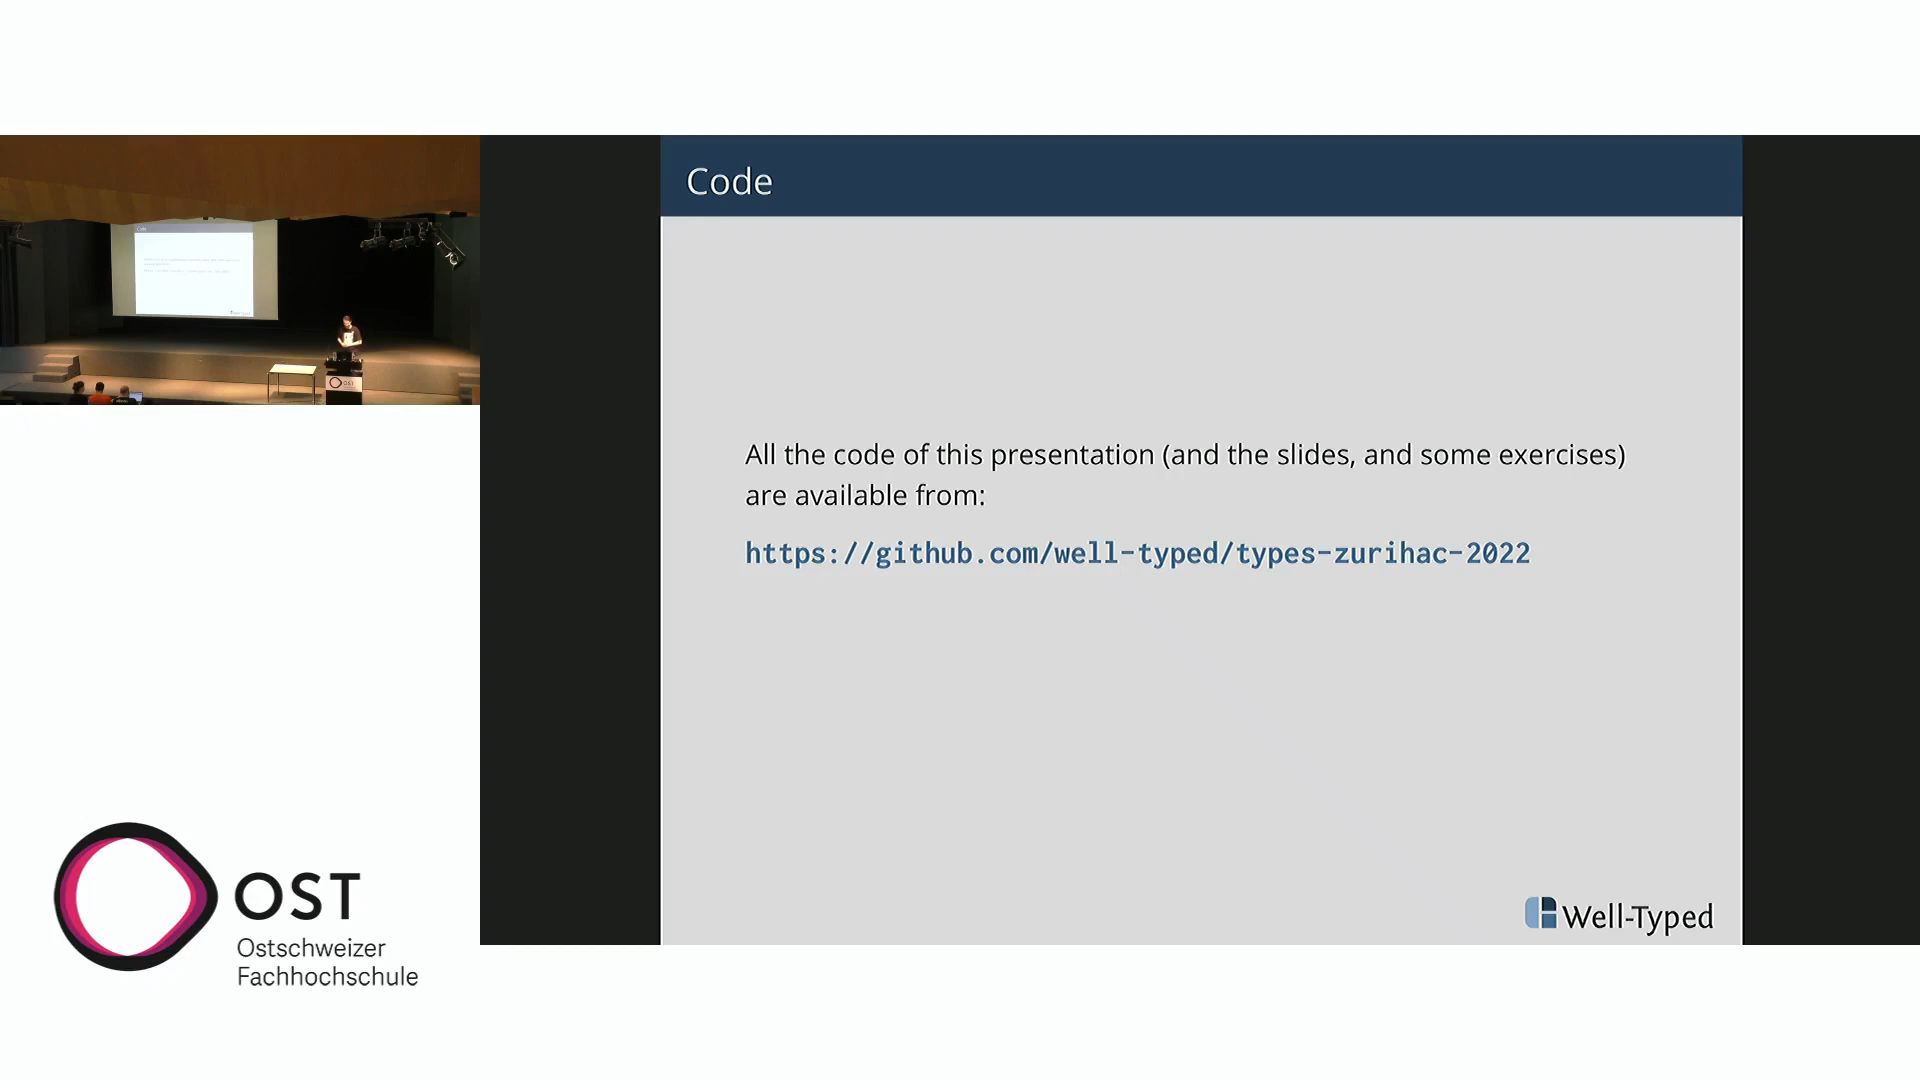 Code
All the code of this presentation (and the slides, and some exercises)
are available from:
https://github.com/well-typed/types-zurihac-2022
Well-Typed
OST
OST
Ostschweizer
Fachhochschule